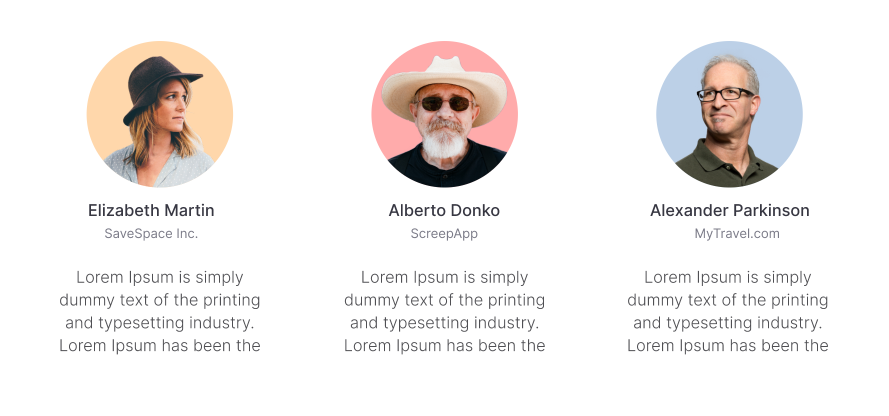 Elizabeth Martin
SaveSpace Inc.
Lorem Ipsum is simply
dummy text of the printing
and typesetting industry.
Lorem Ipsum has been the
Alberto Donko
ScreepApp
Lorem Ipsum is simply
dummy text of the printing
and typesetting industry.
Lorem Ipsum has been the
Alexander Parkinson
MyTravel.com
Lorem Ipsum is simply
dummy text of the printing
and typesetting industry.
Lorem Ipsum has been the